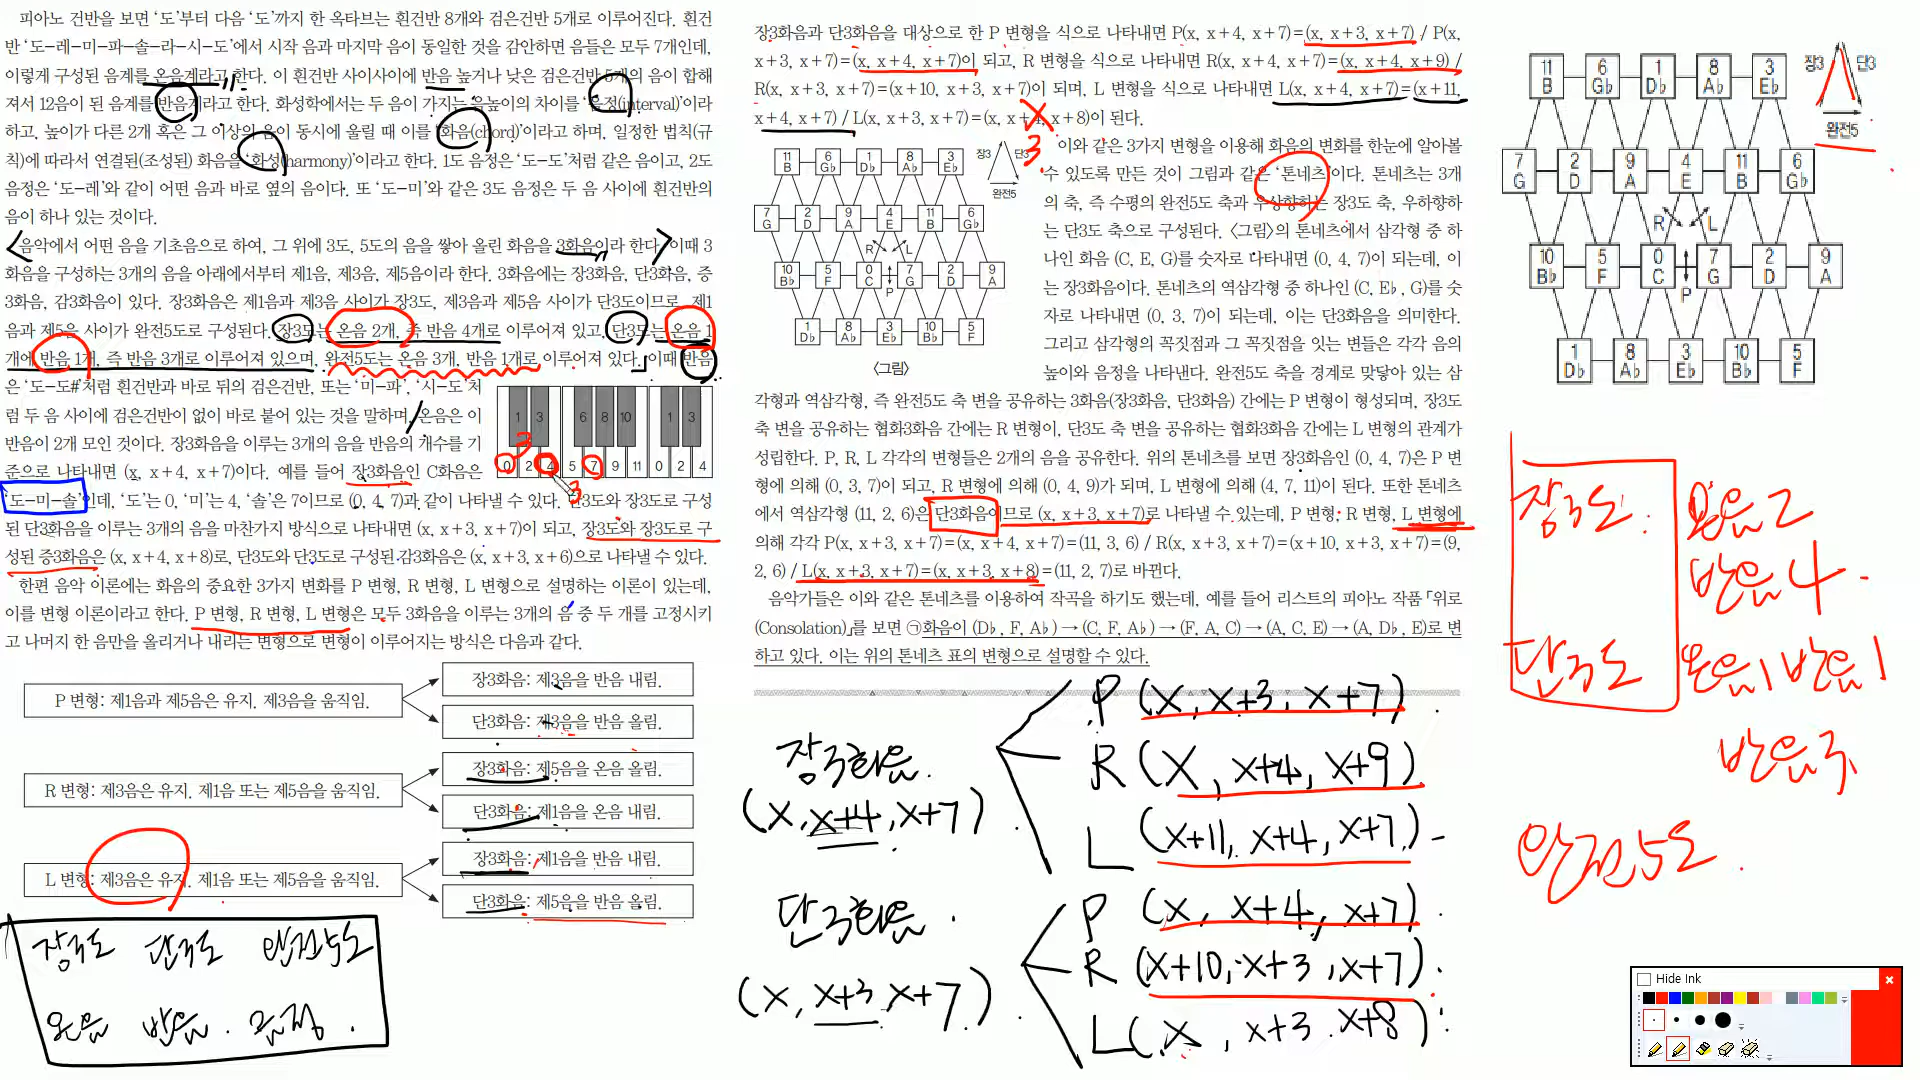 피아노 건반을 보면 '도'부터 다음 '도'까지 한 옥타브는 흰건반 8개와 검은건반 5개로 이루어진다. 흰건
반 '도–레–미–파–솔–라–시–도'에서 시작 음과 마지막 음이 동일한 것을 감안하면 음들은 모두 7개인데,
이렇게 구성된 음계를 온음계라고 한다. 이 흰건반 사이사이에 반음 높거나 낮은 검은건반 5개의 음이 합해
져서 12음이 된 음계를 반음계라고 한다. 화성학에서는 두 음이 가지는 음높이의 차이를 '음정(interval)'이라
하고, 높이가 다른 2개 혹은 그 이상의 음이 동시에 울릴 때 이를 '화음(chord)'이라고 하며, 일정한 법칙(규
칙)에 따라서 연결된(조성된) 화음을 '화성(harmony)'이라고 한다. 1도 음정은 '도–도'처럼 같은 음이고, 2도
음정은 '도–레'와 같이 어떤 음과 바로 옆의 음이다. 또 '도–미'와 같은 3도 음정은 두 음 사이에 흰건반의
음이 하나 있는 것이다.
음악에서 어떤 음을 기초음으로 하여, 그 위에 3도, 5도의 음을 쌓아 올린 화음을 3화음이라 한다. 이때 3
화음을 구성하는 3개의 음을 아래에서부터 제1음, 제3음, 제5음이라 한다. 3화음에는 장3화음, 단3화음, 증
3화음, 감3화음이 있다. 장3화음은 제1음과 제3음 사이가 장3도, 제3음과 제5음 사이가 단3도이므로, 제1
음과 제5음 사이가 완전5도로 구성된다. 장3도는 온음 2개, 즉 반음 4개로 이루어져 있고, 단3도는 온음 1
개에 반음 1개, 즉 반음 3개로 이루어져 있으며, 완전5도는 온음 3개, 반음 1개로 이루어져 있다. 이때 반음
은 '도–도#'처럼 흰건반과 바로 뒤의 검은건반, 또는 '미–파', '시–도'처
럼 두 음 사이에 검은건반이 없이 바로 붙어 있는 것을 말하며, 온음은 이
반음이 2개 모인 것이다. 장3화음을 이루는 3개의 음을 반음의 개수를 기
준으로 나타내면 (x, x+4, x+7)이다. 예를 들어 장3화음인 C화음은
'도–미–솔'인데, '도'는 0, '미'는 4, '솔'은 7이므로 (0, 4, 7)과 같이 나타낼 수 있다. 단3도와 장3도로 구성
된 단3화음을 이루는 3개의 음을 마찬가지 방식으로 나타내면 (x, x+3, x+7)이 되고, 장3도와 장3도로 구
성된 증3화음은 (x, x+4, x+8)로, 단3도와 단3도로 구성된 감3화음은 (x, x+3, x+6)으로 나타낼 수 있다.
한편 음악 이론에는 화음의 중요한 3가지 변화를 P 변형, R 변형, L 변형으로 설명하는 이론이 있는데,
이를 변형 이론이라고 한다. P 변형, R 변형, L 변형은 모두 3화음을 이루는 3개의 음 중 두 개를 고정시키
고 나머지 한 음만을 올리거나 내리는 변형으로 변형이 이루어지는 방식은 다음과 같다.
1 3 6 8 10 1 3
0 2 4 5 7 9 11 0 2 4
3
3
P 변형: 제1음과 제5음은 유지. 제3음을 움직임.
장3화음: 제3음을 반음 내림.
단3화음: 제3음을 반음 올림.
R 변형: 제3음은 유지. 제1음 또는 제5음을 움직임.
장3화음: 제5음을 온음 올림.
단3화음: 제1음을 온음 내림.
L 변형: 제3음은 유지. 제1음 또는 제5음을 움직임.
장3화음: 제1음을 반음 내림.
단3화음: 제5음을 반음 올림.
장3도 단3도 완전5도
온음 반음. 음정.
장3화음과 단3화음을 대상으로 한 P 변형을 식으로 나타내면 P(x, x+4, x+7)=(x, x+3, x+7) / P(x,
x+3, x+7)=(x, x+4, x+7)이 되고, R 변형을 식으로 나타내면 R(x, x+4, x+7)=(x, x+4, x+9) /
R(x, x+3, x+7)=(x+10, x+3, x+7)이 되며, L 변형을 식으로 나타내면 L(x, x+4, x+7)=(x+11,
x+4, x+7) / L(x, x+3, x+7)=(x, x+4, x+8)이 된다.
X
3
이와 같은 3가지 변형을 이용해 화음의 변화를 한눈에 알아볼
수 있도록 만든 것이 그림과 같은 '톤네츠'이다. 톤네츠는 3개
의 축, 즉 수평의 완전5도 축과 우상향하는 장3도 축, 우하향하
는 단3도 축으로 구성된다. 〈그림〉의 톤네츠에서 삼각형 중 하
나인 화음 (C, E, G)를 숫자로 나타내면 (0, 4, 7)이 되는데, 이
는 장3화음이다. 톤네츠의 역삼각형 중 하나인 (C, E♭, G)를 숫
자로 나타내면 (0, 3, 7)이 되는데, 이는 단3화음을 의미한다.
그리고 삼각형의 꼭짓점과 그 꼭짓점을 잇는 변들은 각각 음의
높이와 음정을 나타낸다. 완전5도 축을 경계로 맞닿아 있는 삼
각형과 역삼각형, 즉 완전5도 축 변을 공유하는 3화음(장3화음, 단3화음) 간에는 P 변형이 형성되며, 장3도
축 변을 공유하는 협화3화음 간에는 R 변형이, 단3도 축 변을 공유하는 협화3화음 간에는 L 변형의 관계가
성립한다. P, R, L 각각의 변형들은 2개의 음을 공유한다. 위의 톤네츠를 보면 장3화음인 (0, 4, 7)은 P 변
형에 의해 (0, 3, 7)이 되고, R 변형에 의해 (0, 4, 9)가 되며, L 변형에 의해 (4, 7, 11)이 된다. 또한 톤네츠
에서 역삼각형 (11, 2, 6)은 단3화음이므로 (x, x+3, x+7)로 나타낼 수 있는데, P 변형, R 변형, L 변형에
의해 각각 P(x, x+3, x+7)=(x, x+4, x+7)=(11, 3, 6) / R(x, x+3, x+7)=(x+10, x+3, x+7)=(9,
2, 6) / L(x, x+3, x+7)=(x, x+3, x+8)=(11, 2, 7)로 바뀐다.
음악가들은 이와 같은 톤네츠를 이용하여 작곡을 하기도 했는데, 예를 들어 리스트의 피아노 작품 「위로
(Consolation)」를 보면 ㉠화음이 (D♭, F, A♭) → (C, F, A♭) → (F, A, C) → (A, C, E) → (A, D♭, E)로 변
하고 있다. 이는 위의 톤네츠 표의 변형으로 설명할 수 있다.
11 B 6 G♭ 1 D♭ 8 A♭ 3 E♭
장3 단3
완전5
7 G 2 D 9 A 4 E 11 B 6 G♭
R L
10 B♭ 5 F 0 C 7 G 2 D 9 A
P
1 D♭ 8 A♭ 3 E♭ 10 B♭ 5 F
〈그림〉
장3화음.
(x, x+4, x+7)
P (x, x+3, x+7)
R (x, x+4, x+9)
L (x+11, x+4, x+7)
단3화음.
(x, x+3, x+7)
P (x, x+4, x+7)
R (x+10, x+3, x+7)
L (x, x+3, x+8)
11 B 6 G♭ 1 D♭ 8 A♭ 3 E♭
장3 단3
완전5
7 G 2 D 9 A 4 E 11 B 6 G♭
R L
10 B♭ 5 F 0 C 7 G 2 D 9 A
P
1 D♭ 8 A♭ 3 E♭ 10 B♭ 5 F
장3도. 온음2
반음4.
단3도 온음1 반음1
반음3.
완전5도.
Hide Ink